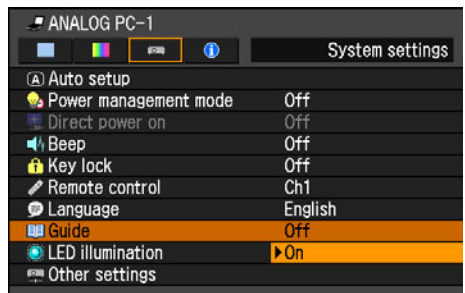 ANALOG PC-1
System settings
Auto setup
Power management mode Off
Direct power on Off
Beep Off
Key lock Off
Remote control Ch1
Language English
Guide Off
LED illumination ▶On
Other settings